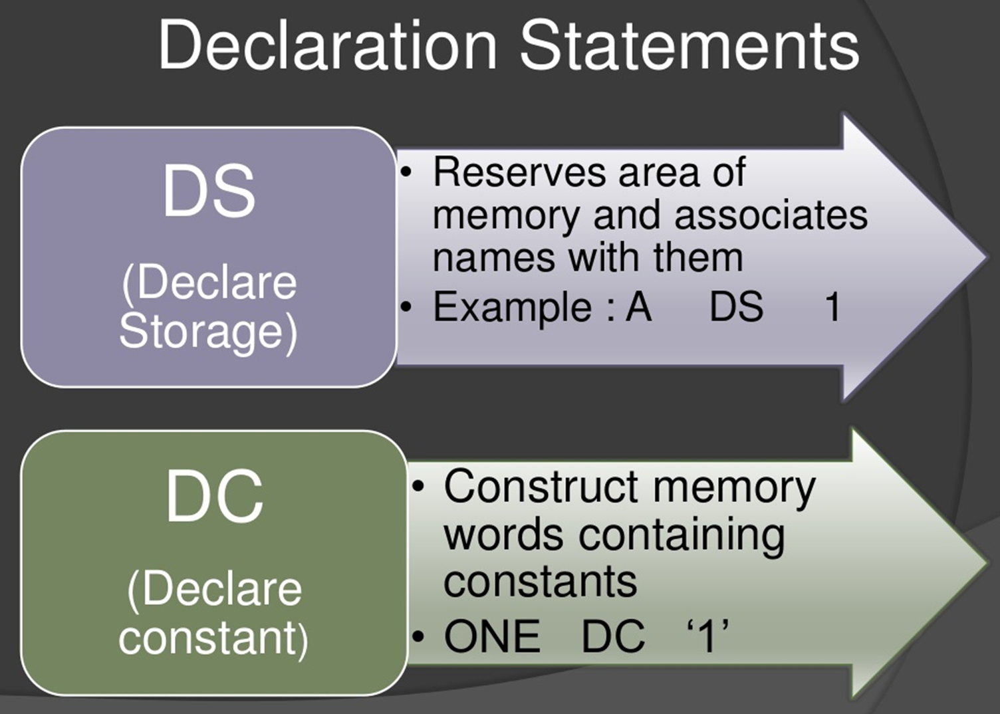 Declaration Statements
DS
(Declare
Storage)
• Reserves area of
memory and associates
names with them
• Example : A DS 1
DC
(Declare
constant)
• Construct memory
words containing
constants
• ONE DC ‘1’